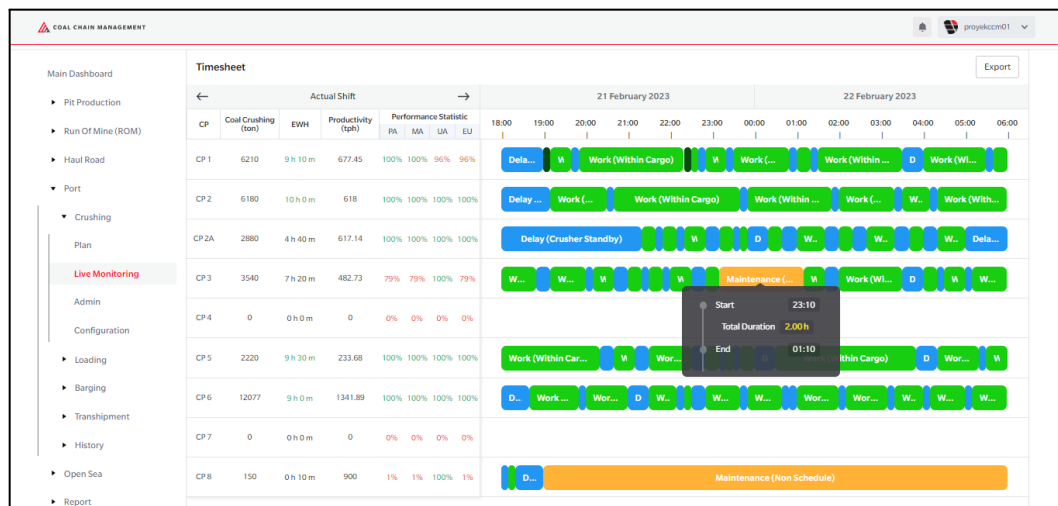 COAL CHAIN MANAGEMENT
proyekccm01
Main Dashboard
Pit Production
Run Of Mine (ROM)
Haul Road
Port
Crushing
Plan
Live Monitoring
Admin
Configuration
Loading
Barging
Transhipment
History
Open Sea
Report
Timesheet
Export
← Actual Shift → 21 February 2023 22 February 2023
CP Coal Crushing (ton) EWH Productivity (tph) Performance Statistic
PA MA UA EU
18:00 19:00 20:00 21:00 22:00 23:00 00:00 01:00 02:00 03:00 04:00 05:00 06:00
CP 1 6210 9 h 10 m 677.45 100% 100% 96% 96% Dela... W Work (Within Cargo) W Work (... Work (Within ... D Work (Wi...
CP 2 6180 10 h 0 m 618 100% 100% 100% 100% Delay ... Work (... Work (Within Cargo) Work (Within ... Work (... W.. Work (With...
CP 2A 2880 4 h 40 m 617.14 100% 100% 100% 100% Delay (Crusher Standby) W D W.. W.. W.. Dela...
CP 3 3540 7 h 20 m 482.73 79% 79% 100% 79% W... W... W W Maintenance (... W Work (Wi... D W W...
Start 23:10
Total Duration 2.00 h
End 01:10
CP 4 0 0 h 0 m 0 0% 0% 0% 0%
CP 5 2220 9 h 30 m 233.68 100% 100% 100% 100% Work (Within Car... W Wor... D ithin Cargo) D Wor... W
CP 6 12077 9 h 0 m 1341.89 100% 100% 100% 100% D... Work ... Wor... D W.. W... W... Wor... Wor... W.. W... W...
CP 7 0 0 h 0 m 0 0% 0% 0% 0%
CP 8 150 0 h 10 m 900 1% 1% 100% 1% D... Maintenance (Non Schedule)